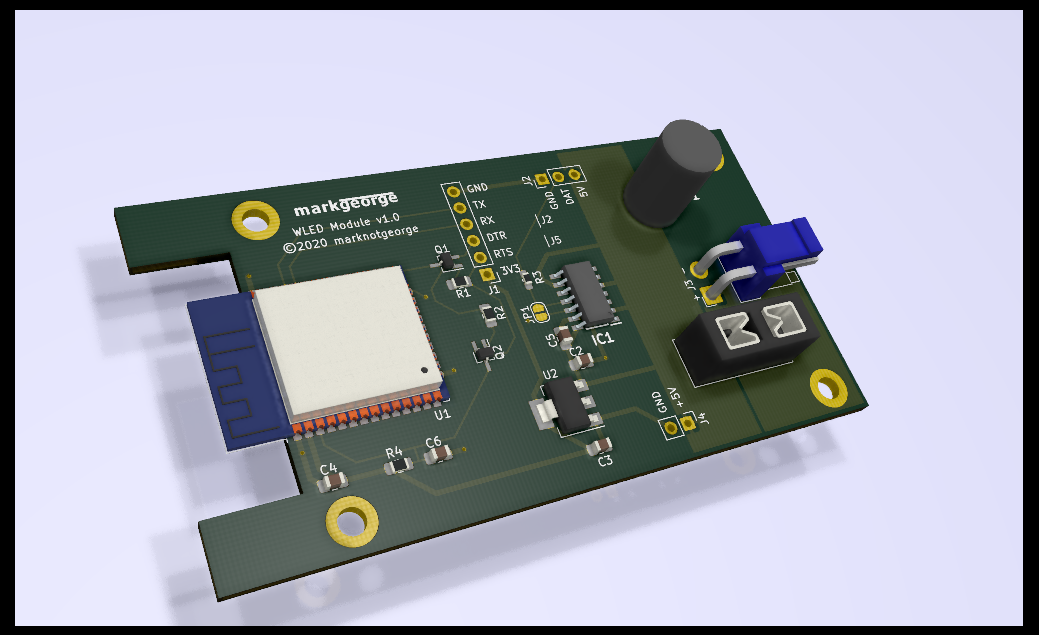 markgeorge
WLED Module v1.0
©2020 marknotgeorge
GND
TX
RX
DTR
RTS
3V3
J1
J2
GND
DAT
5V
J2
J5
Q1
R1
R2
Q2
R3
JP1
IC1
C5
C2
U2
U1
C3
C4
R4
C6
J3
-
+
GND
+5V
J4